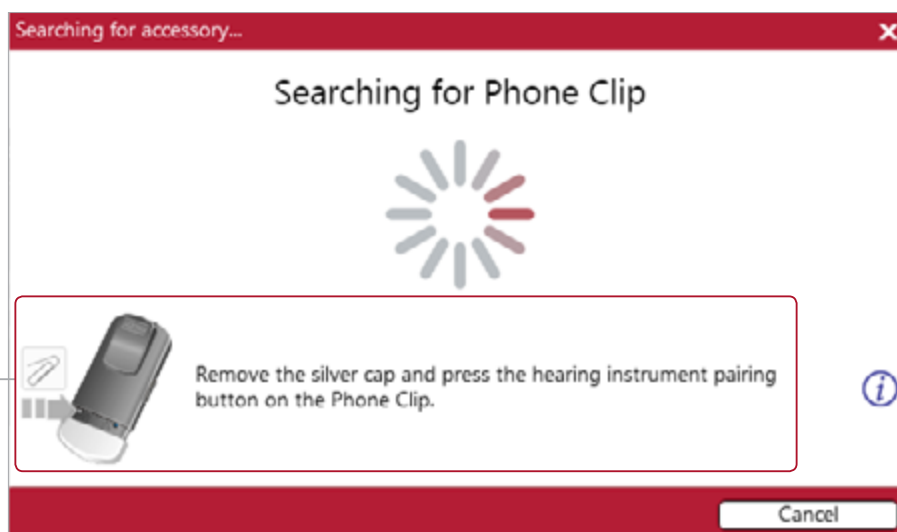 Searching for accessory...
Searching for Phone Clip
Remove the silver cap and press the hearing instrument pairing
button on the Phone Clip.
Cancel